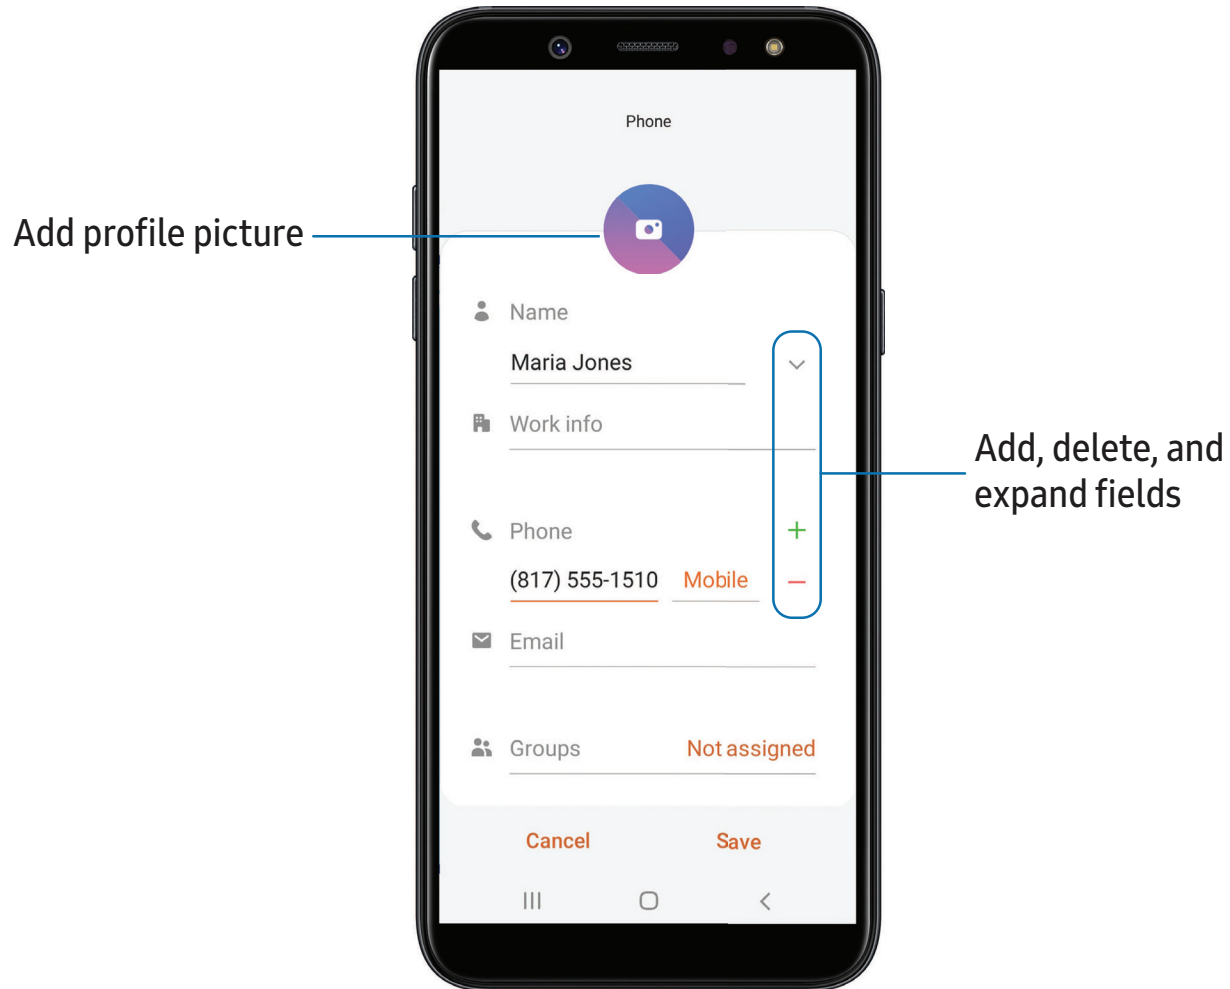 Phone
Add profile picture
Name
Maria Jones
Work info
Add, delete, and
expand fields
Phone
(817) 555-1510 Mobile
Email
Groups Not assigned
Cancel Save